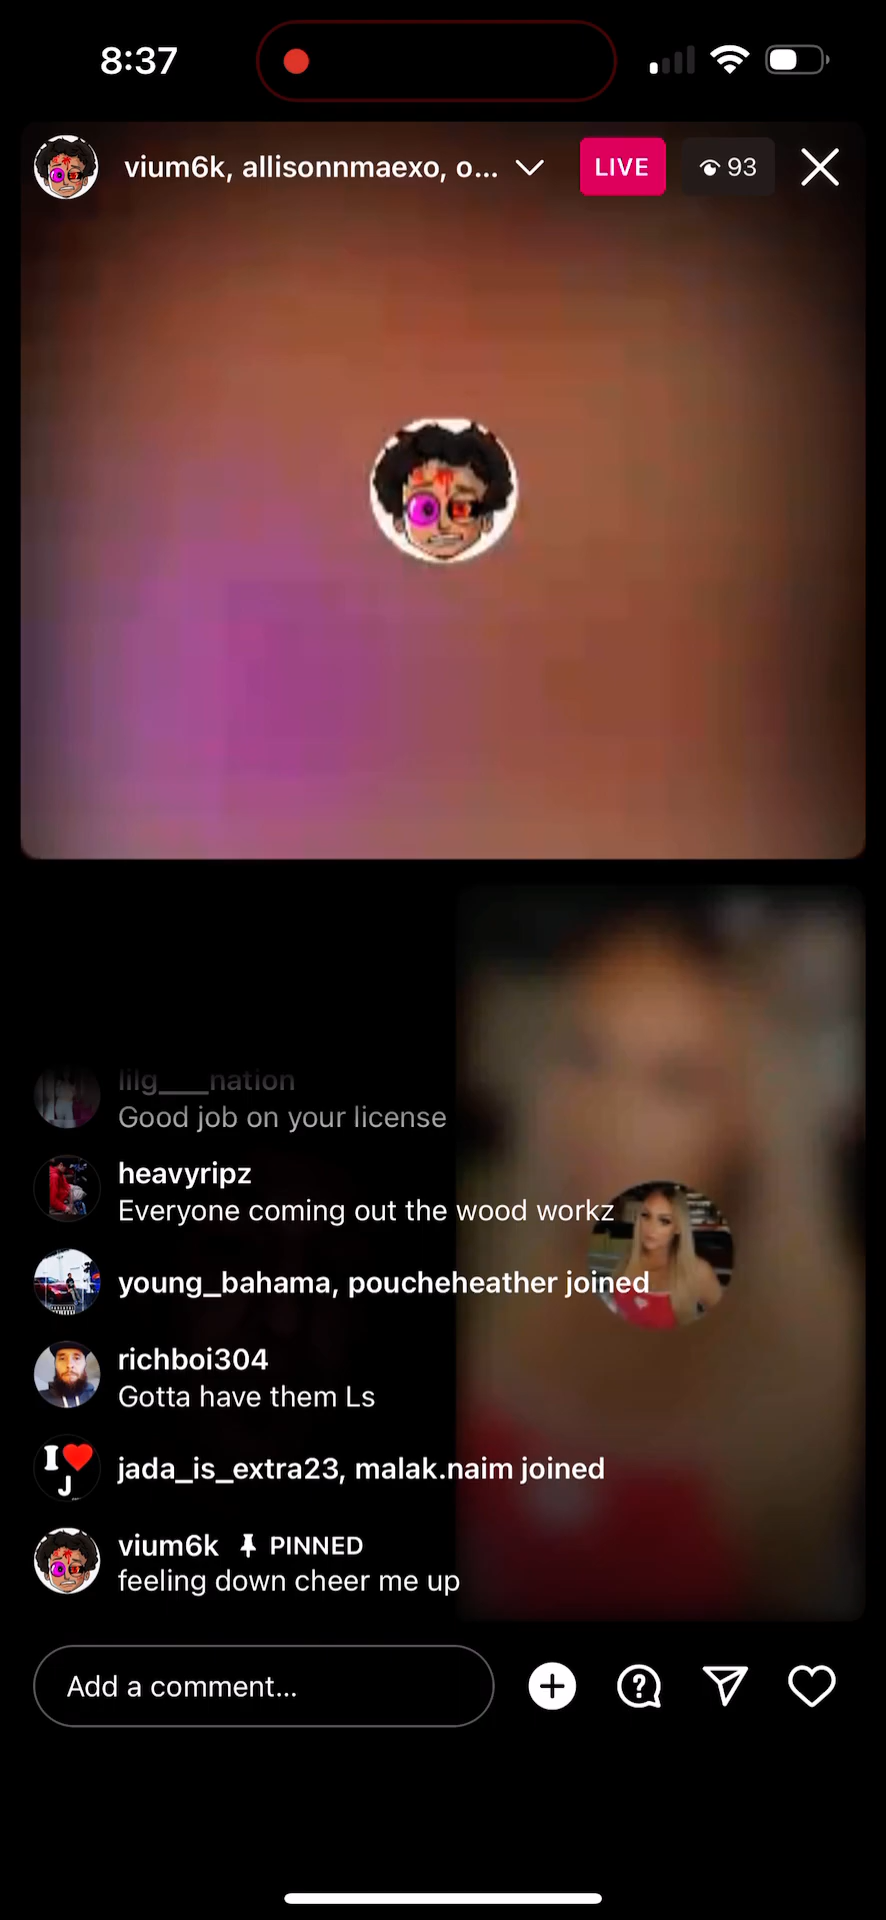 8:37
vium6k, allisonnmaexo, o...
LIVE
93
lilg___nation
Good job on your license
heavyripz
Everyone coming out the wood workz
young_bahama, poucheheather joined
richboi304
Gotta have them Ls
I
J
jada_is_extra23, malak.naim joined
vium6k PINNED
feeling down cheer me up
Add a comment...